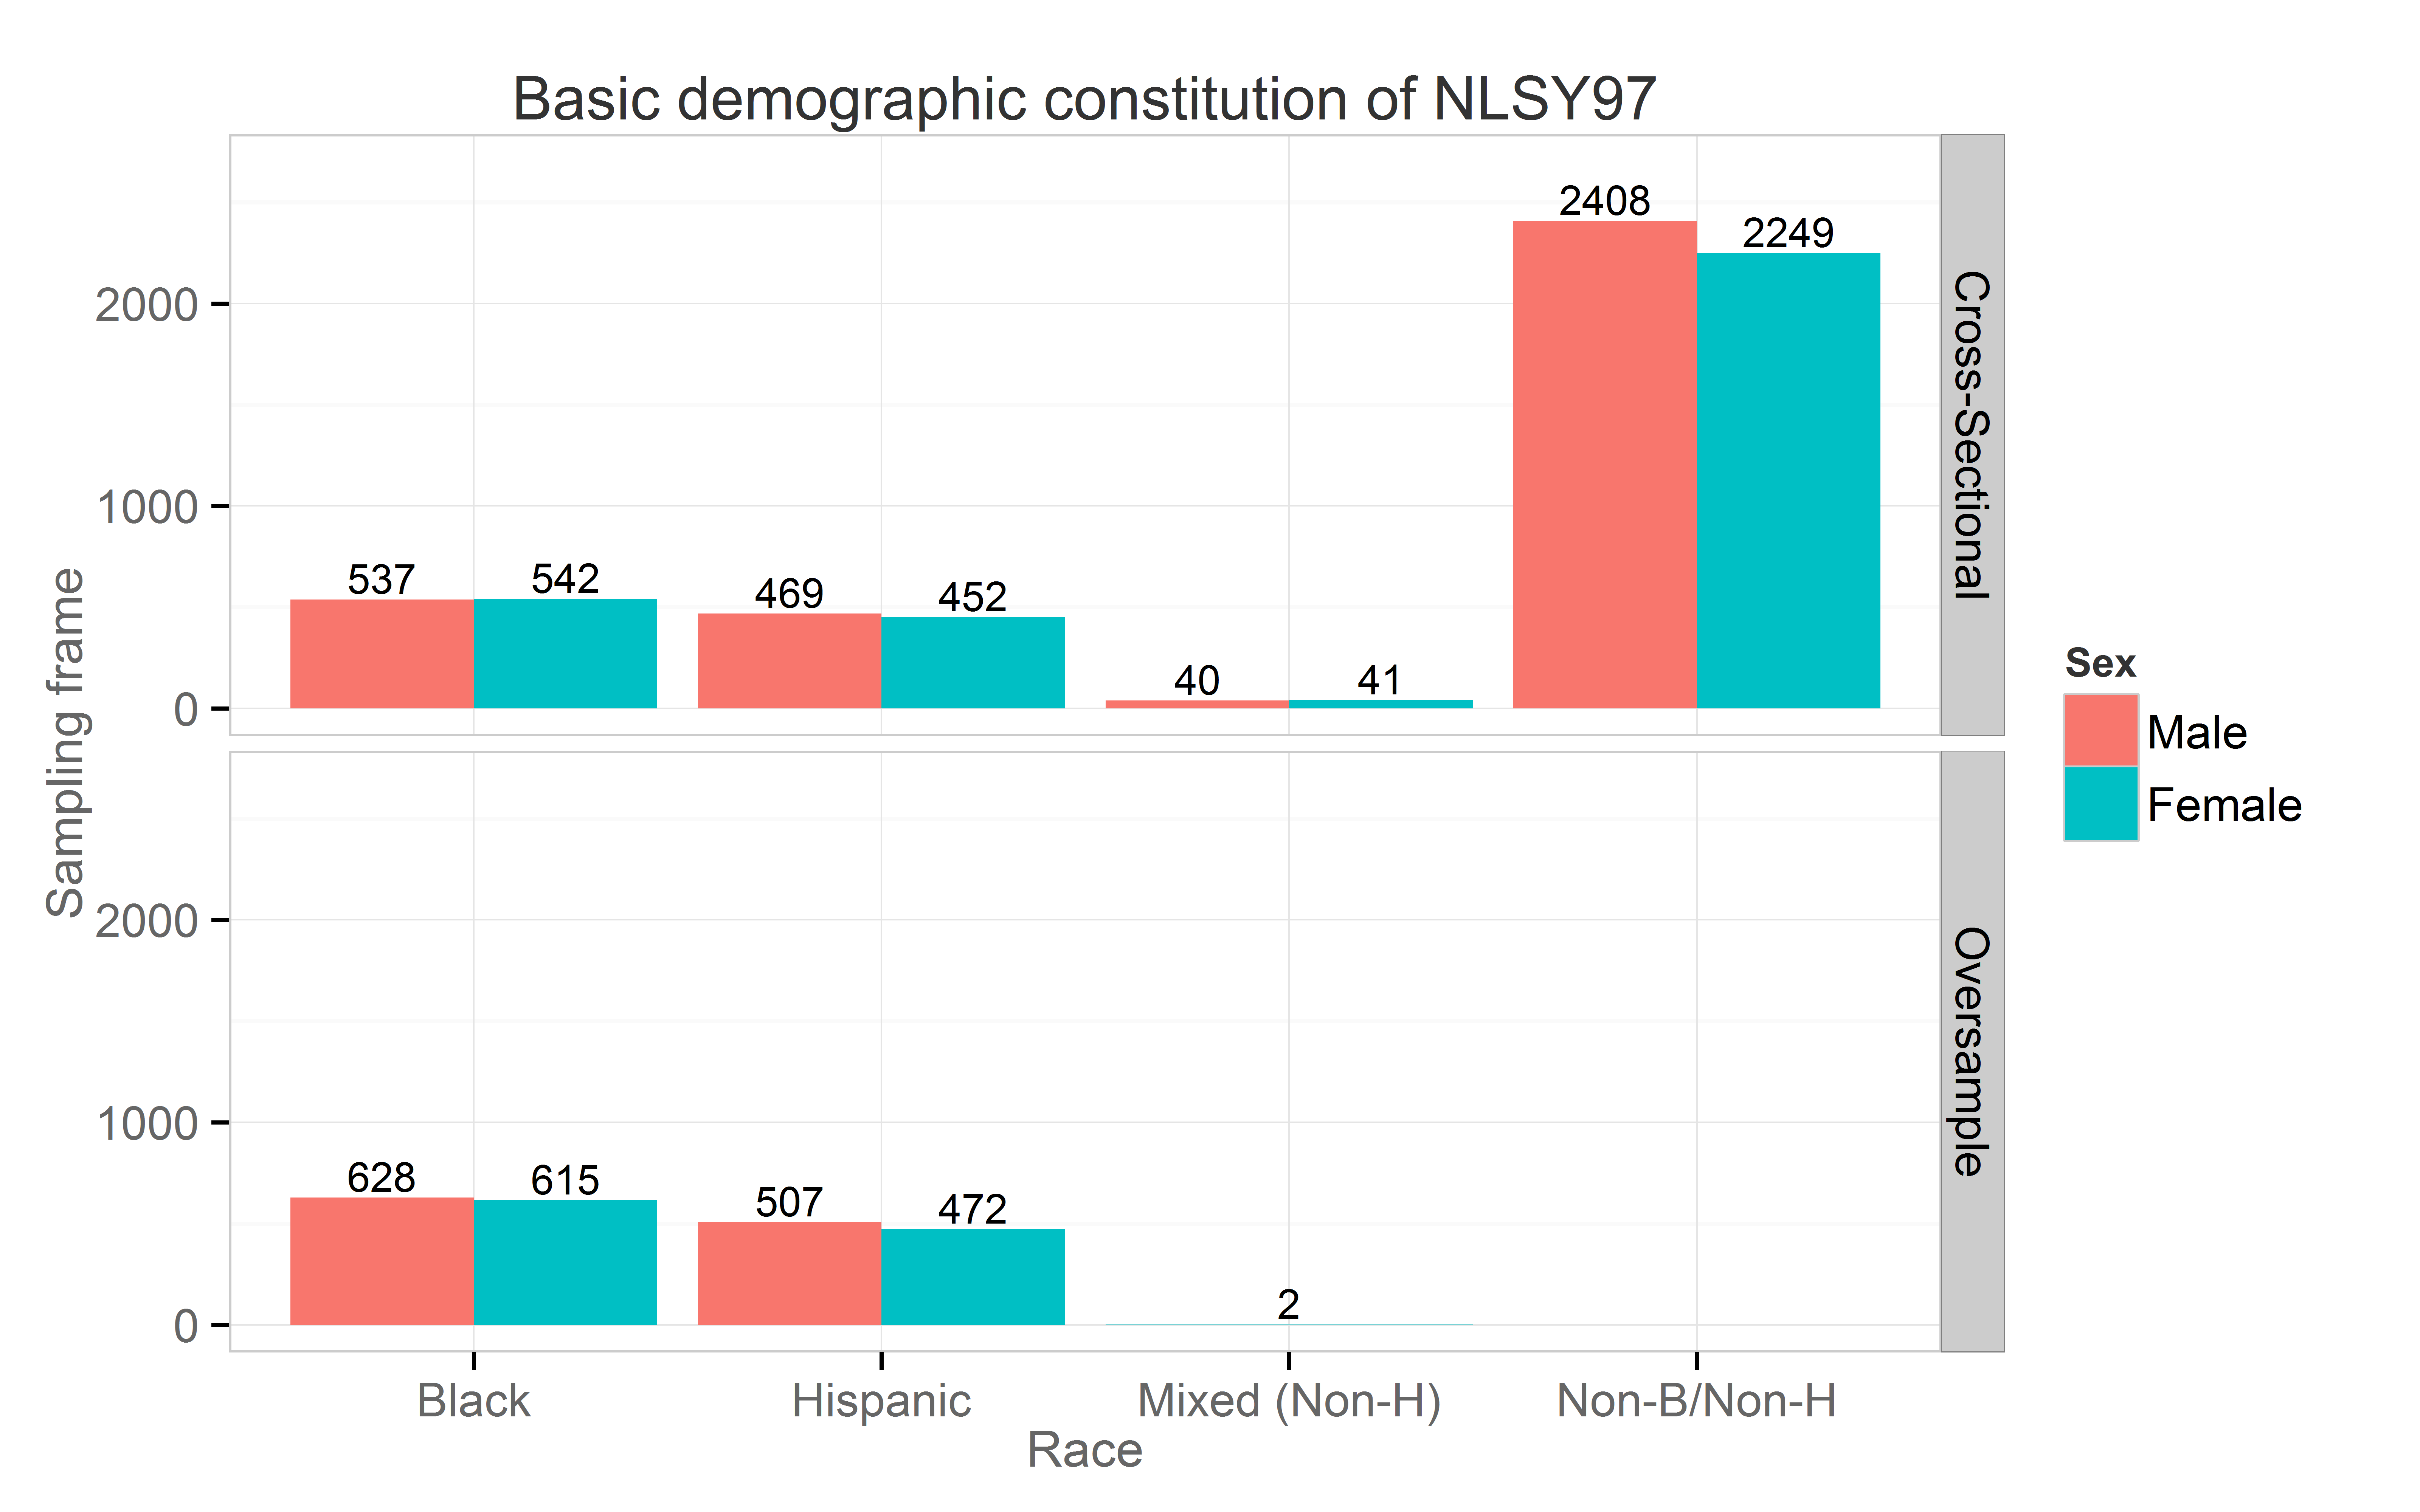 Basic demographic constitution of NLSY97
Sampling frame
2000
1000
0
537
542
469
452
40
41
2408
2249
Cross-Sectional
2000
1000
0
628
615
507
472
2
Oversample
Black
Hispanic
Mixed (Non-H)
Non-B/Non-H
Race
Sex
Male
Female